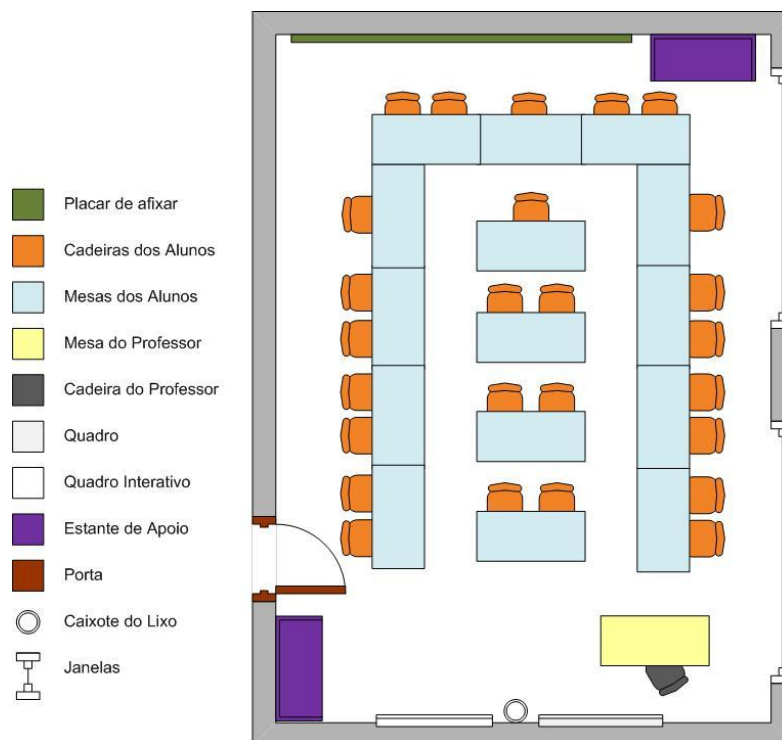 Placar de afixar
Cadeiras dos Alunos
Mesas dos Alunos
Mesa do Professor
Cadeira do Professor
Quadro
Quadro Interativo
Estante de Apoio
Porta
Caixote do Lixo
Janelas